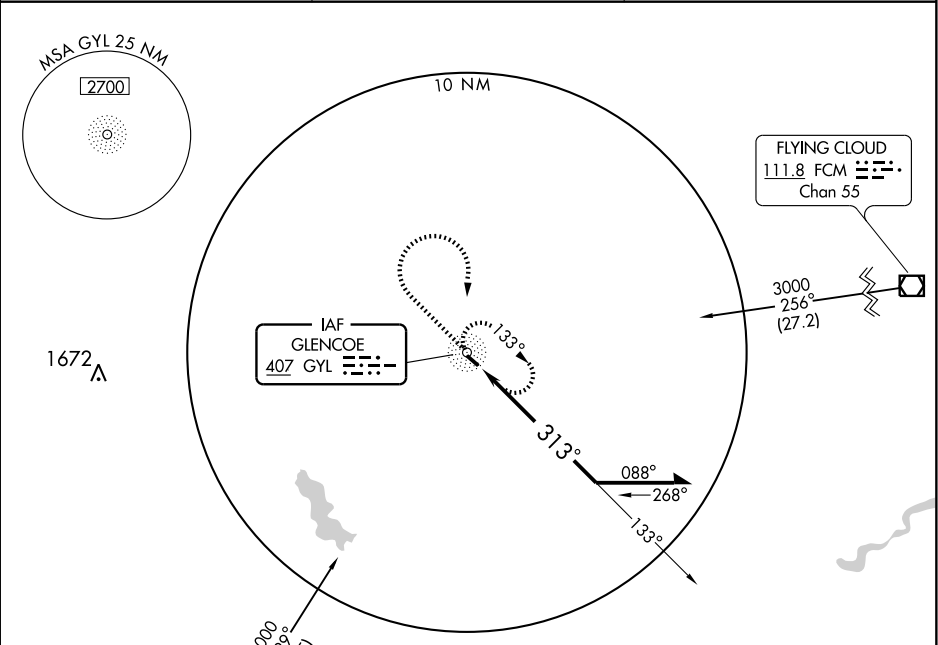 MSA GYL 25 NM
2700
10 NM
FLYING CLOUD
111.8 FCM
Chan 55
3000
256°
(27.2)
IAF
GLENCOE
407 GYL
133°
1672
313°
088°
268°
133°